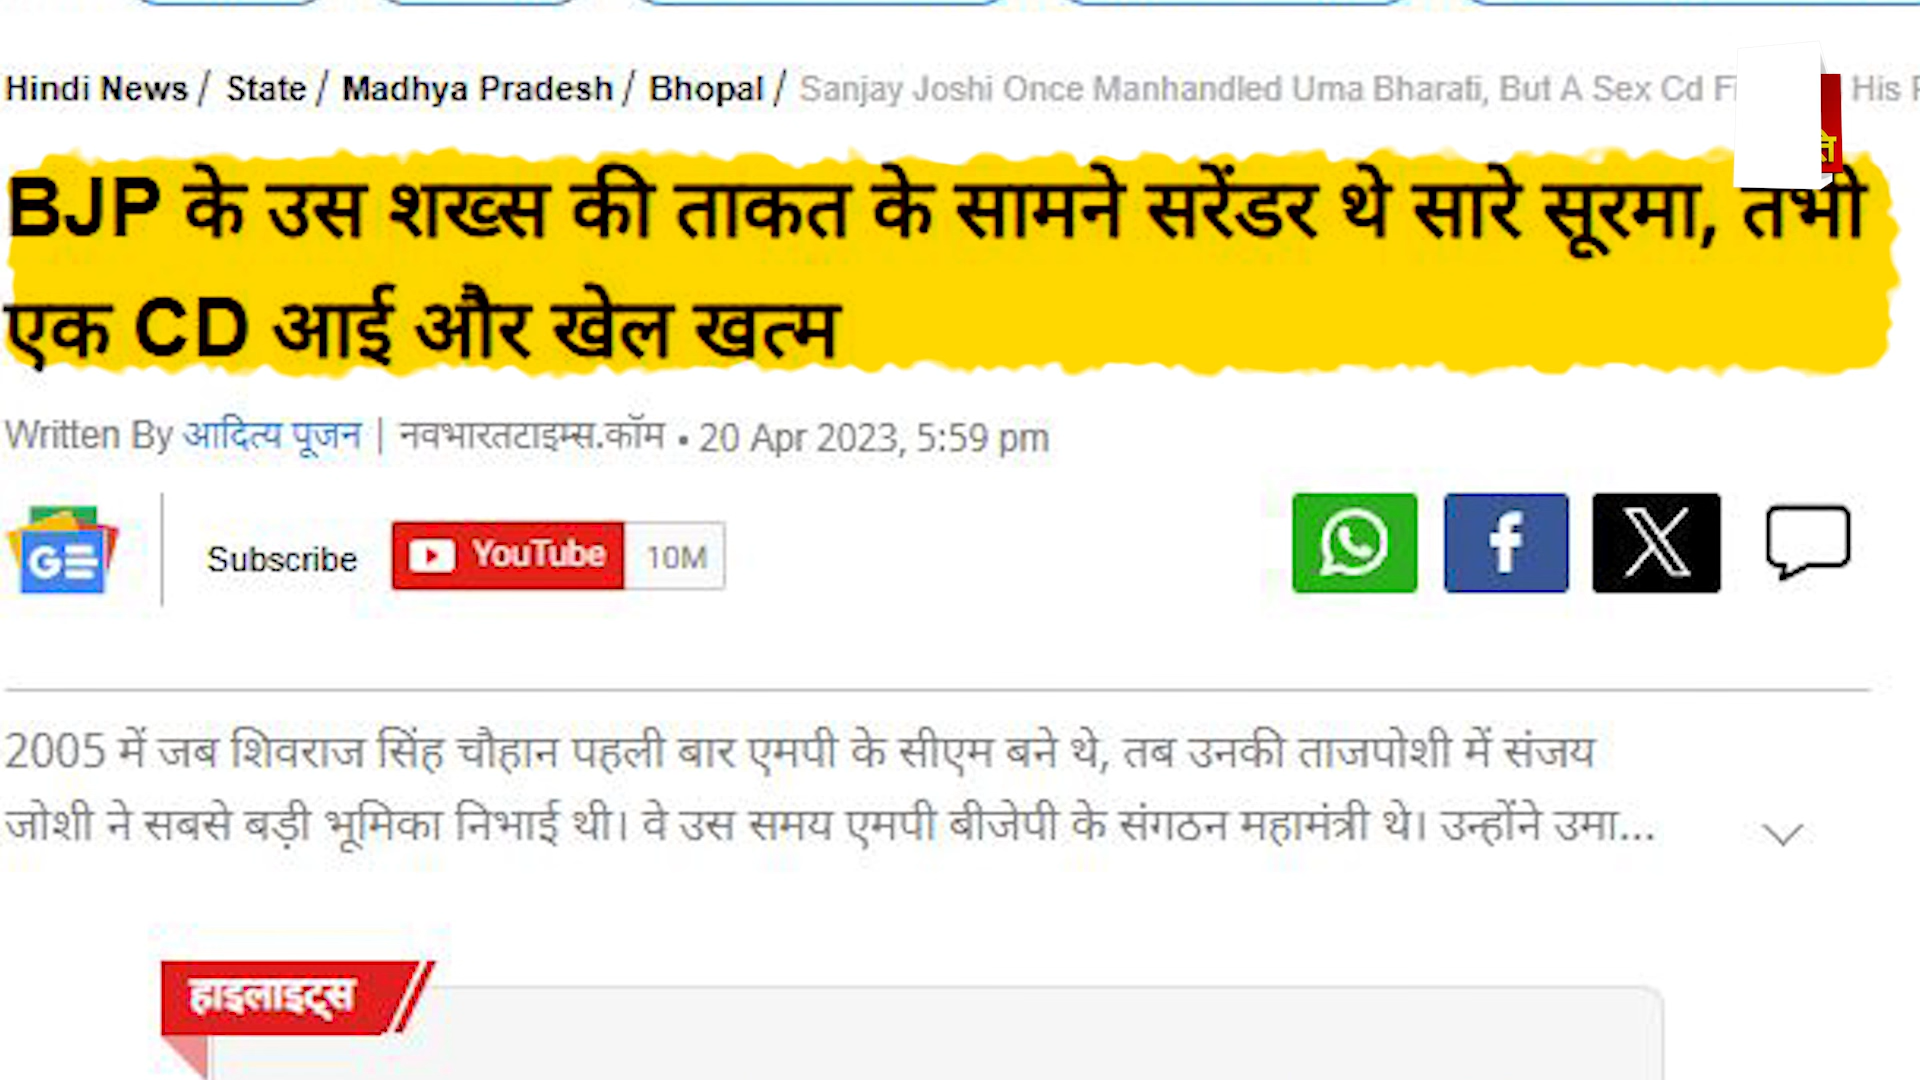 Hindi News / State / Madhya Pradesh / Bhopal / Sanjay Joshi Once Manhandled Uma Bharati, But A Sex Cd His
BJP के उस शख्स की ताकत के सामने सरेंडर थे सारे सूरमा, तभी
एक CD आई और खेल खत्म
Written By आदित्य पूजन | नवभारतटाइम्स.कॉम • 20 Apr 2023, 5:59 pm
Subscribe YouTube 10M
2005 में जब शिवराज सिंह चौहान पहली बार एमपी के सीएम बने थे, तब उनकी ताजपोशी में संजय
जोशी ने सबसे बड़ी भूमिका निभाई थी। वे उस समय एमपी बीजेपी के संगठन महामंत्री थे। उन्होंने उमा...
हाइलाइट्स